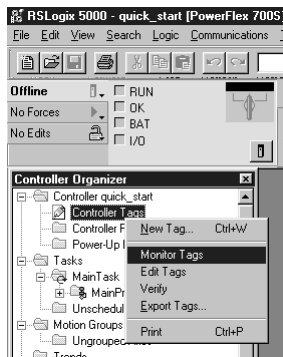 RSLogix 5000 - quick_start [PowerFlex 700S]
File Edit View Search Logic Communications
Offline RUN
No Forces OK
BAT
No Edits I/O
Controller Organizer
Controller quick_start
Controller Tags
Controller F
Power-Up
Tasks
MainTask
MainPr
Unschedul
Motion Groups
Ungroupe
Trends
New Tag... Ctrl+W
Monitor Tags
Edit Tags
Verify
Export Tags...
Print Ctrl+P